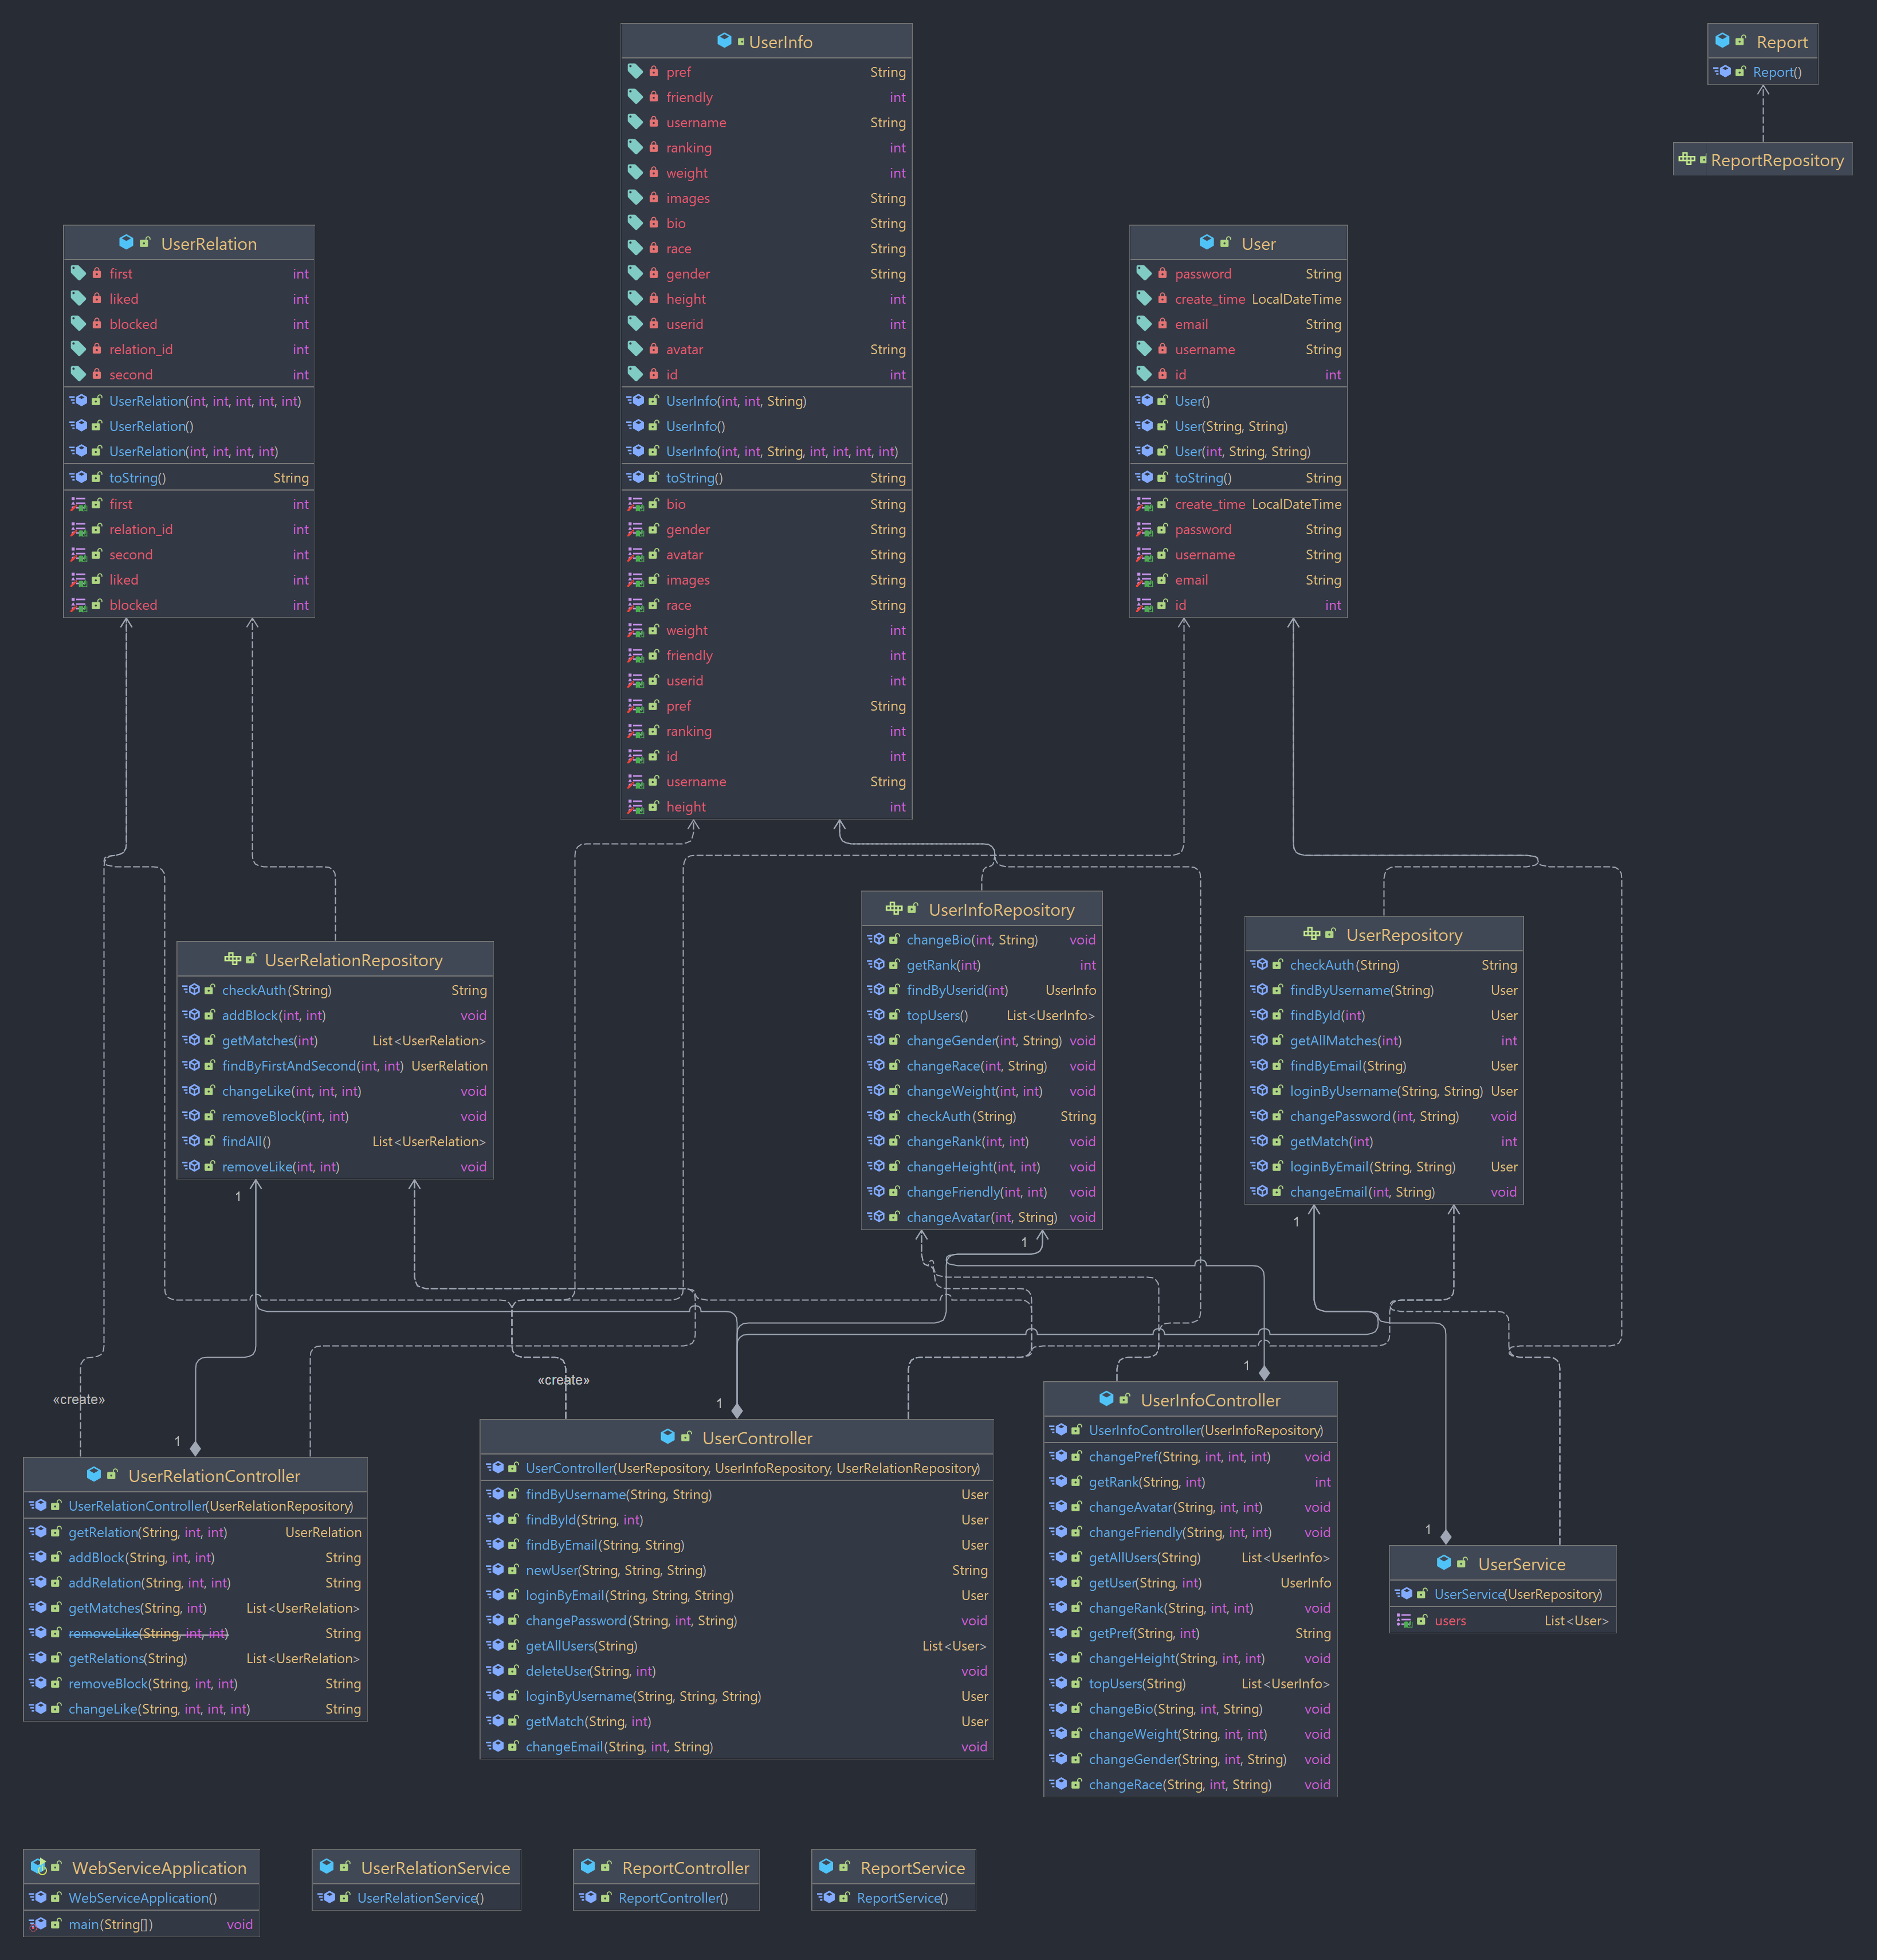 UserInfo
pref String
friendly int
username String
ranking int
weight int
images String
bio String
race String
gender String
height int
userid int
avatar String
id int
UserInfo(int, int, String)
UserInfo()
UserInfo(int, int, String, int, int, int, int)
toString() String
bio String
gender String
avatar String
images String
race String
weight int
friendly int
userid int
pref String
ranking int
id int
username String
height int
Report
Report()
ReportRepository
UserRelation
first int
liked int
blocked int
relation_id int
second int
UserRelation(int, int, int, int, int)
UserRelation()
UserRelation(int, int, int, int)
toString() String
first int
relation_id int
second int
liked int
blocked int
User
password String
create_time LocalDateTime
email String
username String
id int
User()
User(String, String)
User(int, String, String)
toString() String
create_time LocalDateTime
password String
username String
email String
id int
UserRelationRepository
checkAuth(String) String
addBlock(int, int) void
getMatches(int) List<UserRelation>
findByFirstAndSecond(int, int) UserRelation
changeLike(int, int, int) void
removeBlock(int, int) void
findAll() List<UserRelation>
removeLike(int, int) void
UserInfoRepository
changeBio(int, String) void
getRank(int) int
findByUserid(int) UserInfo
topUsers() List<UserInfo>
changeGender(int, String) void
changeRace(int, String) void
changeWeight(int, int) void
checkAuth(String) String
changeRank(int, int) void
changeHeight(int, int) void
changeFriendly(int, int) void
changeAvatar(int, String) void
UserRepository
checkAuth(String) String
findByUsername(String) User
findById(int) User
getAllMatches(int) int
findByEmail(String) User
loginByUsername(String, String) User
changePassword(int, String) void
getMatch(int) int
loginByEmail(String, String) User
changeEmail(int, String) void
1
1
1
«create»
1
«create»
1
1
1
UserRelationController
UserRelationController(UserRelationRepository)
getRelation(String, int, int) UserRelation
addBlock(String, int, int) String
addRelation(String, int, int) String
getMatches(String, int) List<UserRelation>
removeLike(String, int, int) String
getRelations(String) List<UserRelation>
removeBlock(String, int, int) String
changeLike(String, int, int, int) String
UserController
UserController(UserRepository, UserInfoRepository, UserRelationRepository)
findByUsername(String, String) User
findById(String, int) User
findByEmail(String, String) User
newUser(String, String, String) String
loginByEmail(String, String, String) User
changePassword(String, int, String) void
getAllUsers(String) List<User>
deleteUser(String, int) void
loginByUsername(String, String, String) User
getMatch(String, int) User
changeEmail(String, int, String) void
UserInfoController
UserInfoController(UserInfoRepository)
changePref(String, int, int, int) void
getRank(String, int) int
changeAvatar(String, int, int) void
changeFriendly(String, int, int) void
getAllUsers(String) List<UserInfo>
getUser(String, int) UserInfo
changeRank(String, int, int) void
getPref(String, int) String
changeHeight(String, int, int) void
topUsers(String) List<UserInfo>
changeBio(String, int, String) void
changeWeight(String, int, int) void
changeGender(String, int, String) void
changeRace(String, int, String) void
UserService
UserService(UserRepository)
users List<User>
WebServiceApplication
WebServiceApplication()
main(String[]) void
UserRelationService
UserRelationService()
ReportController
ReportController()
ReportService
ReportService()